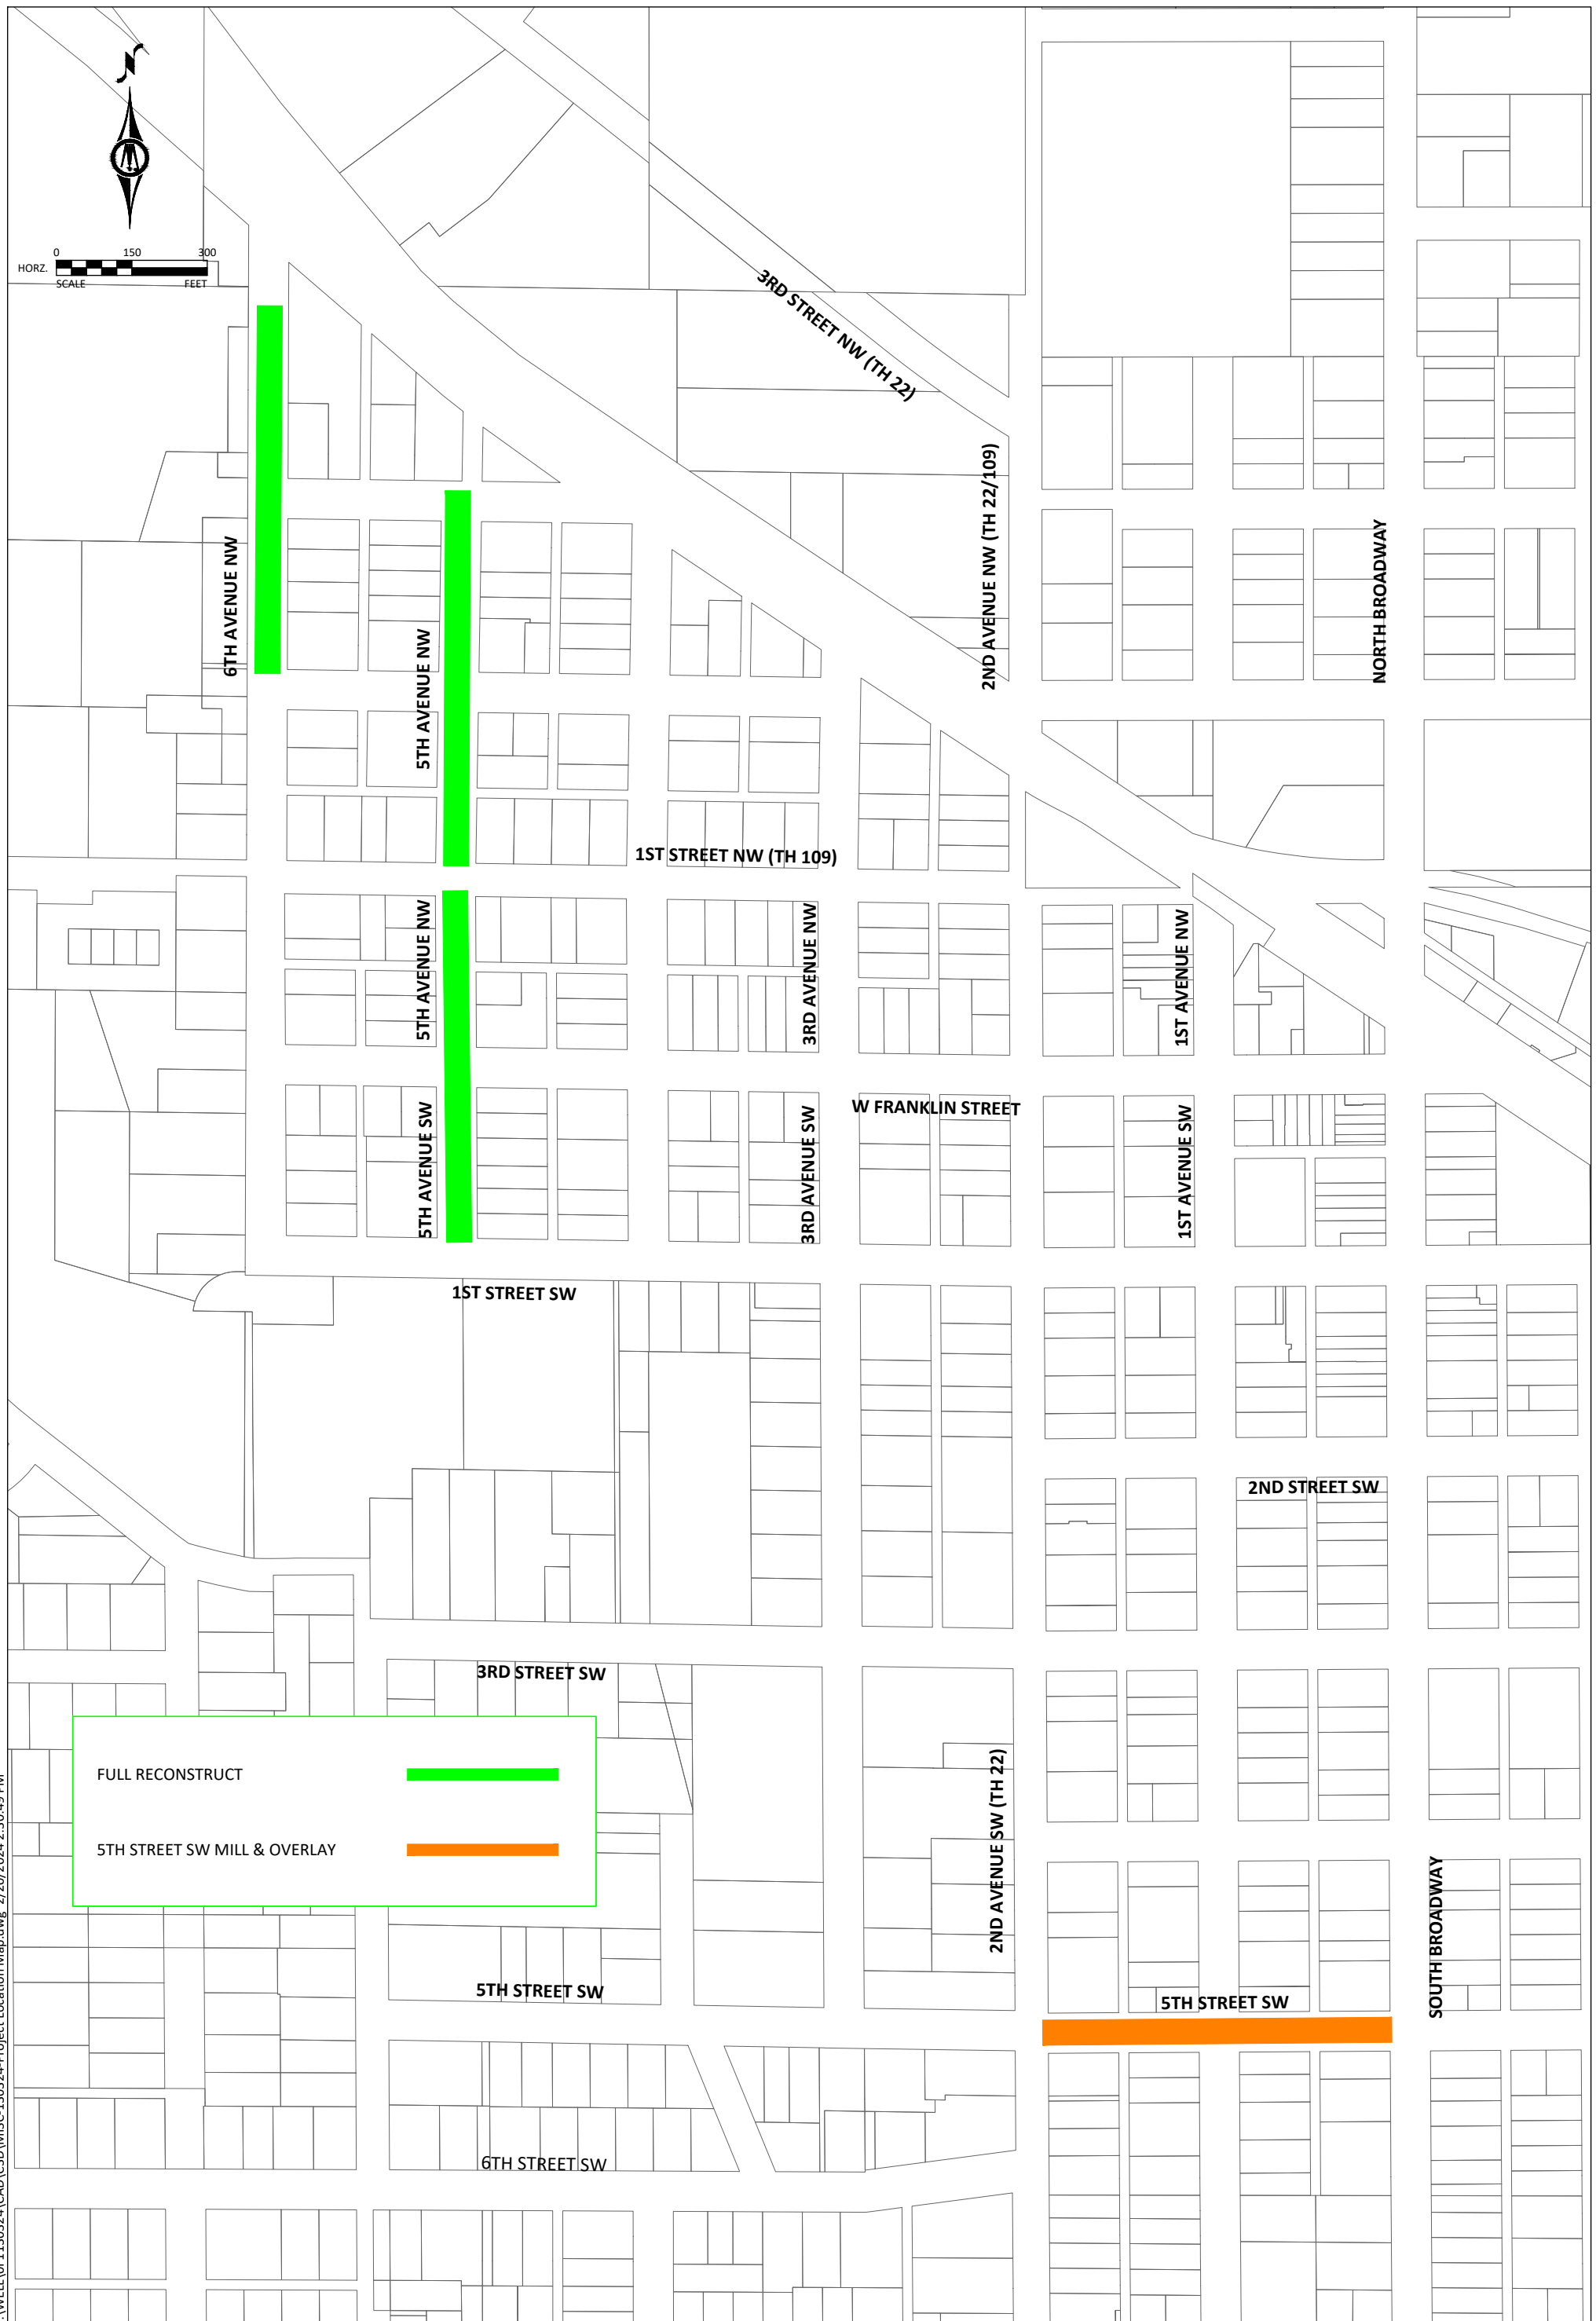 N
0 150 300
HORZ.
SCALE FEET
3RD STREET NW (TH 22)
2ND AVENUE NW (TH 22/109)
NORTH BROADWAY
6TH AVENUE NW
5TH AVENUE NW
1ST STREET NW (TH 109)
5TH AVENUE NW
3RD AVENUE NW
1ST AVENUE NW
W FRANKLIN STREET
5TH AVENUE SW
3RD AVENUE SW
1ST AVENUE SW
1ST STREET SW
2ND STREET SW
3RD STREET SW
FULL RECONSTRUCT
5TH STREET SW MILL & OVERLAY
2ND AVENUE SW (TH 22)
SOUTH BROADWAY
5TH STREET SW
5TH STREET SW
6TH STREET SW